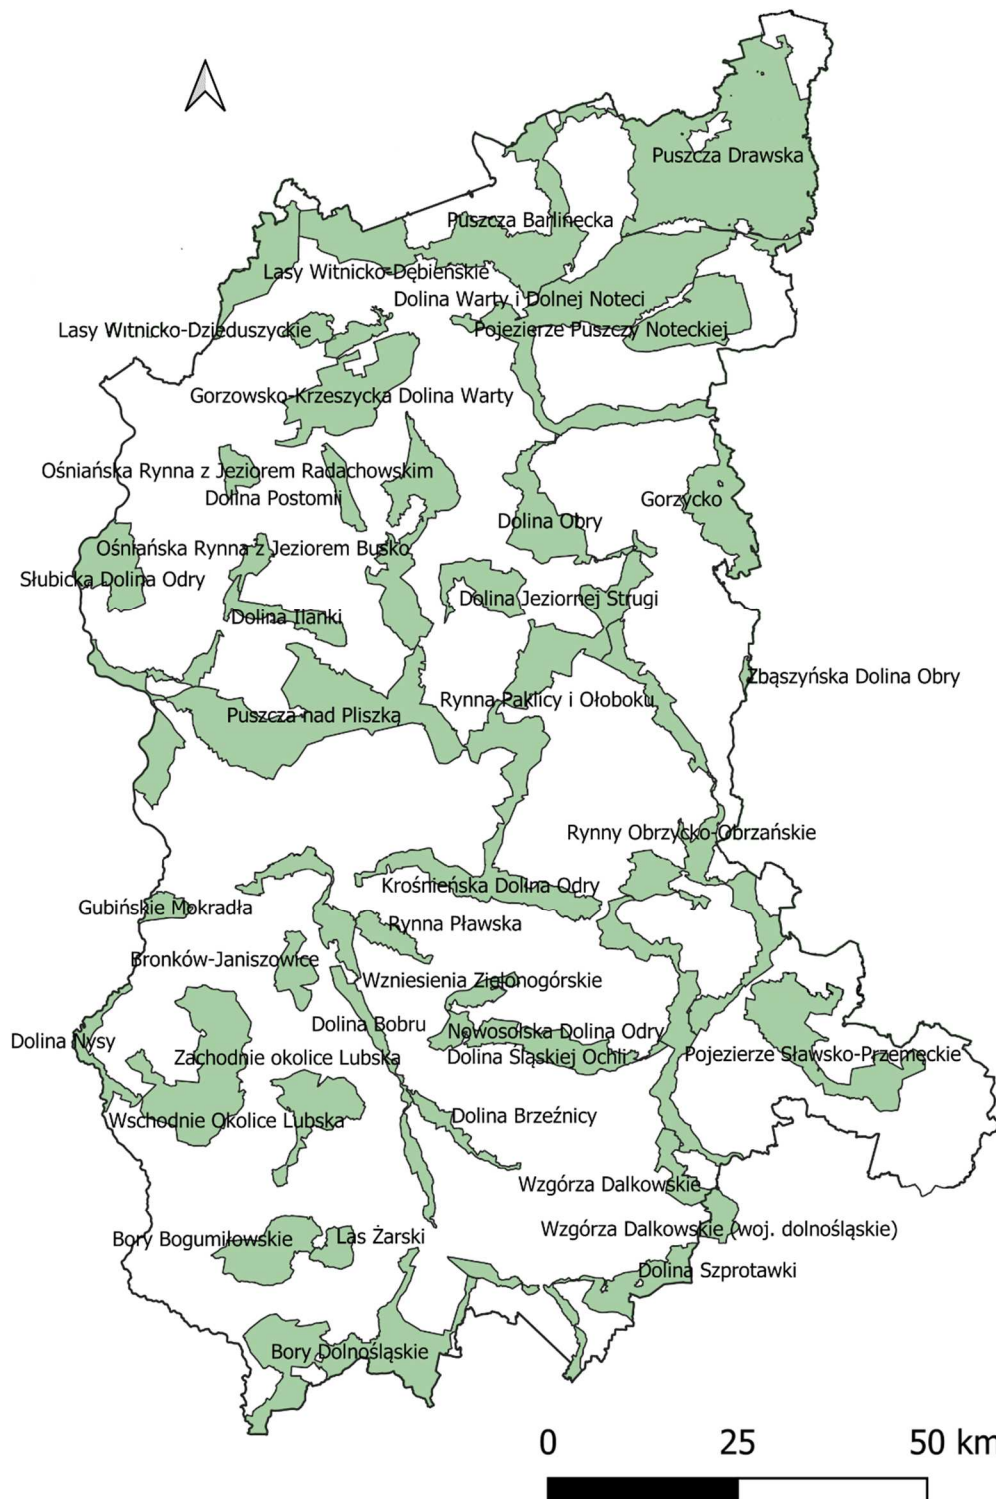 Puszcza Drawska
Puszcza Barlinecka
Lasy Witnicko-Dębieńskie
Dolina Warty i Dolnej Noteci
Lasy Witnicko-Dzieduszyckie
Pojezierze Puszczy Noteckiej
Gorzowsko-Krzeszycka Dolina Warty
Ośniańska Rynna z Jeziorem Radachowskim
Dolina Postomii
Gorzycko
Dolina Obry
Ośniańska Rynna z Jeziorem Busko
Słubicka Dolina Odry
Dolina Jeziornej Strugi
Dolina Ilanki
Zbąszyńska Dolina Obry
Rynna Paklicy i Ołoboku
Puszcza nad Pliszką
Rynny Obrzycko-Obrzańskie
Krośnieńska Dolina Odry
Gubińskie Mokradła
Rynna Pławska
Bronków-Janiszowice
Wzniesienia Zielonogórskie
Dolina Bobru
Nowosolska Dolina Odry
Dolina Nysy
Zachodnie okolice Lubska
Dolina Śląskiej Ochli
Pojezierze Sławsko-Przemęckie
Wschodnie Okolice Lubska
Dolina Brzeźnicy
Wzgórza Dalkowskie
Wzgórza Dalkowskie (woj. dolnośląskie)
Bory Bogumiłowskie
Las Żarski
Dolina Szprotawki
Bory Dolnośląskie
0 25 50 km